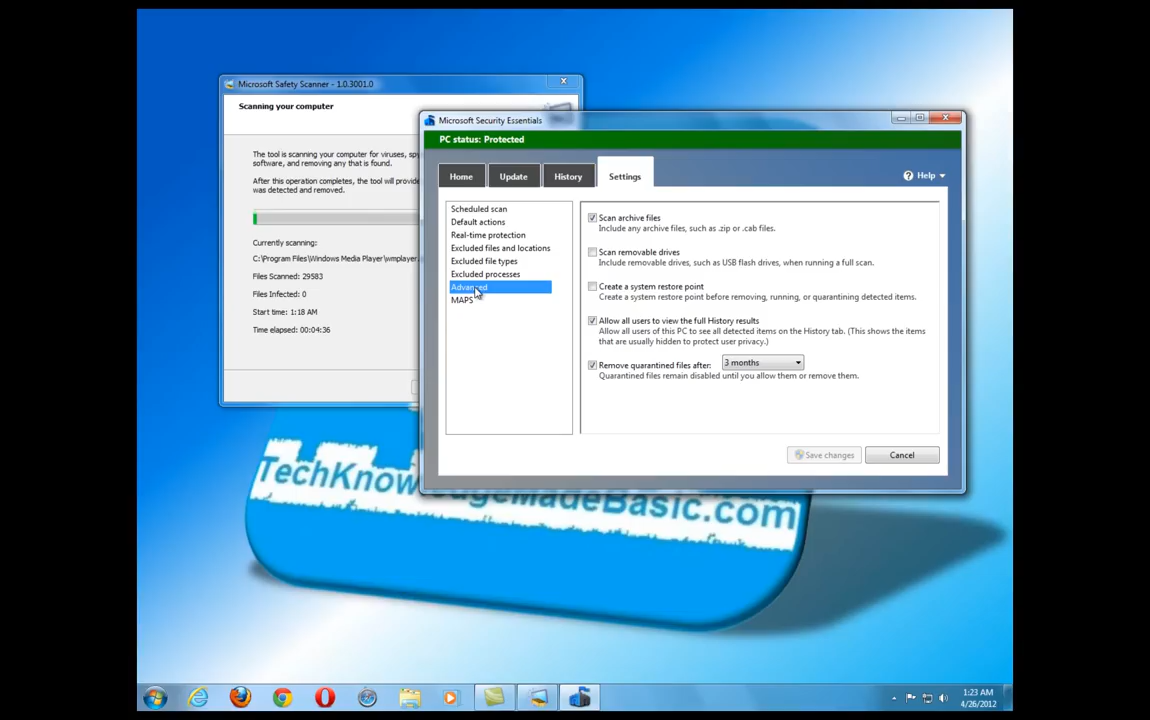 Microsoft Safety Scanner - 1.0.3001.0
Scanning your computer
The tool is scanning your computer for viruses, spy
software, and removing any that is found.
After this operation completes, the tool will provide
was detected and removed.
Currently scanning:
C:\Program Files\Windows Media Player\wmplayer.
Files Scanned: 29583
Files Infected: 0
Start time: 1:18 AM
Time elapsed: 00:04:36
Microsoft Security Essentials
PC status: Protected
Home
Update
History
Settings
Help
Scheduled scan
Default actions
Real-time protection
Excluded files and locations
Excluded file types
Excluded processes
Advanced
MAPS
Scan archive files
Include any archive files, such as .zip or .cab files.
Scan removable drives
Include removable drives, such as USB flash drives, when running a full scan.
Create a system restore point
Create a system restore point before removing, running, or quarantining detected items.
Allow all users to view the full History results
Allow all users of this PC to see all detected items on the History tab. (This shows the items
that are usually hidden to protect user privacy.)
Remove quarantined files after: 3 months
Quarantined files remain disabled until you allow them or remove them.
Save changes
Cancel
TechKnowledgeMadeBasic.com
1:23 AM
4/26/2012